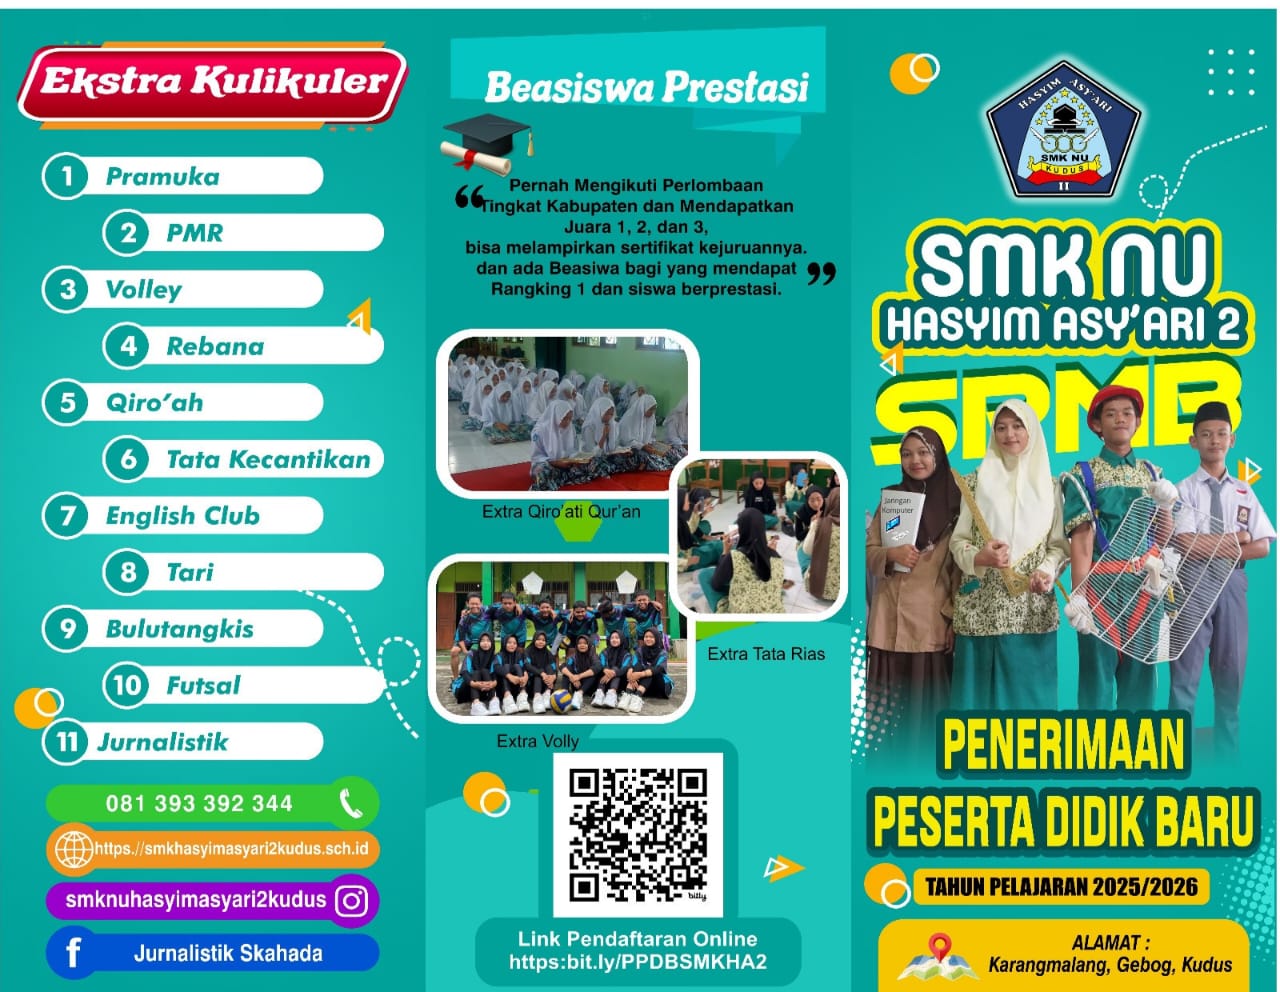 Ekstra Kulikuler
1 Pramuka
2 PMR
3 Volley
4 Rebana
5 Qiro'ah
6 Tata Kecantikan
7 English Club
8 Tari
9 Bulutangkis
10 Futsal
11 Jurnalistik
081 393 392 344
https.//smkhasyimasyari2kudus.sch.id
smknuhasyimasyari2kudus
f Jurnalistik Skahada
Beasiswa Prestasi
“ Pernah Mengikuti Perlombaan
Tingkat Kabupaten dan Mendapatkan
Juara 1, 2, dan 3,
bisa melampirkan sertifikat kejuruannya.
dan ada Beasiwa bagi yang mendapat
Rangking 1 dan siswa berprestasi. ”
Extra Qiro'ati Qur'an
Extra Tata Rias
Extra Volly
bitly
Link Pendaftaran Online
https:bit.ly/PPDBSMKHA2
HASYIM ASY'ARI
SMK NU
KUDUS
II
SMK NU
HASYIM ASY'ARI 2
SPMB
Janngan
Komputer
PENERIMAAN
PESERTA DIDIK BARU
TAHUN PELAJARAN 2025/2026
ALAMAT :
Karangmalang, Gebog, Kudus